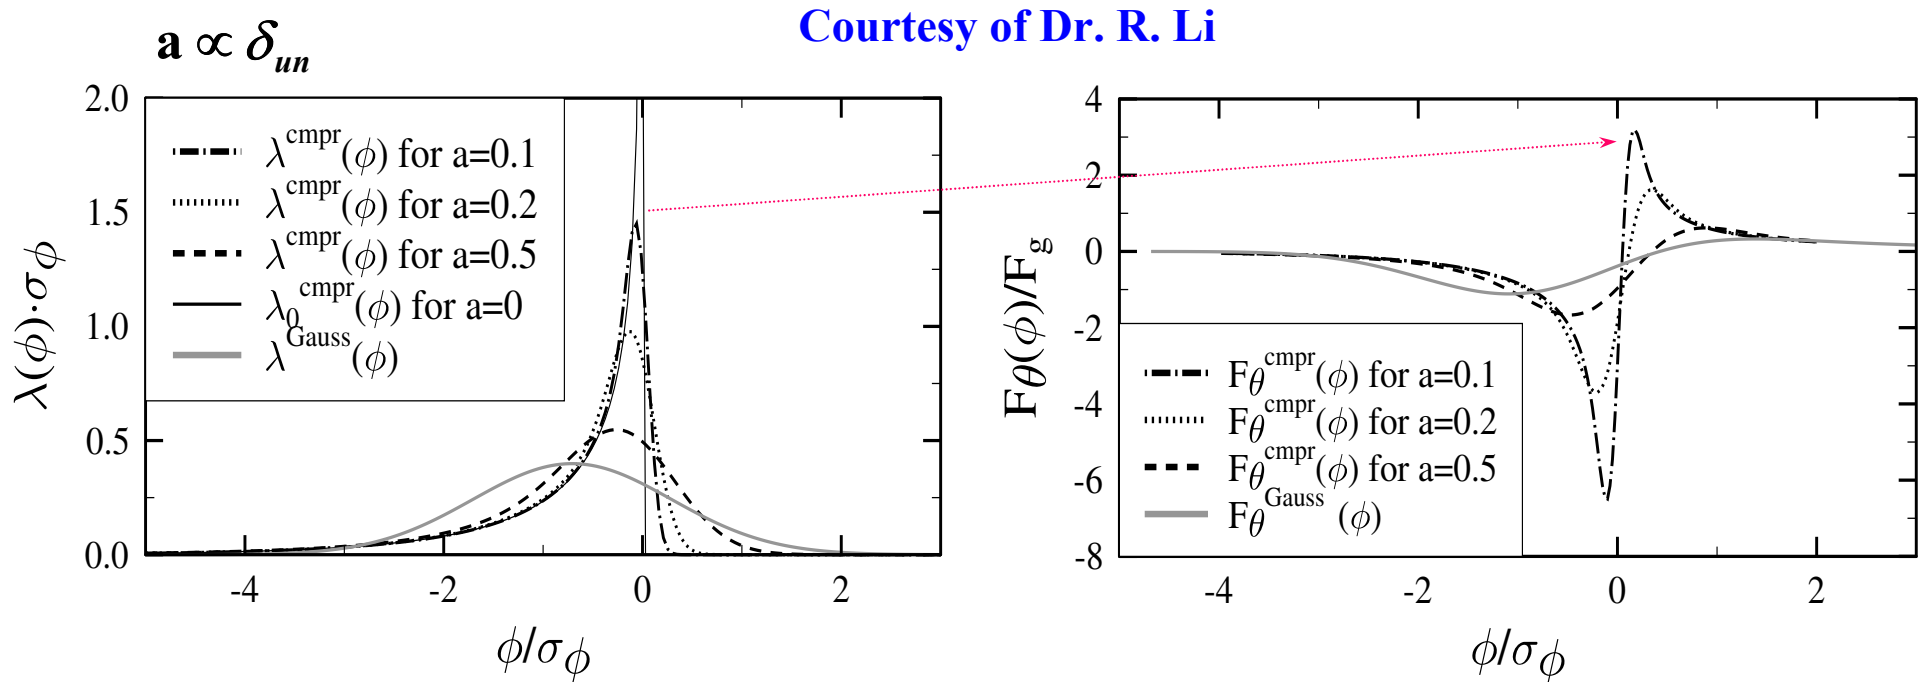 Courtesy of Dr. R. Li
a ∝ δun
λ(ϕ)·σϕ
2.0
1.5
1.0
0.5
0.0
λcmpr(ϕ) for a=0.1
λcmpr(ϕ) for a=0.2
λcmpr(ϕ) for a=0.5
λ0cmpr(ϕ) for a=0
λGauss(ϕ)
-4 -2 0 2
ϕ/σϕ
Fθ(ϕ)/Fg
4
2
0
-2
-4
-6
-8
Fθcmpr(ϕ) for a=0.1
Fθcmpr(ϕ) for a=0.2
Fθcmpr(ϕ) for a=0.5
FθGauss (ϕ)
-4 -2 0 2
ϕ/σϕ